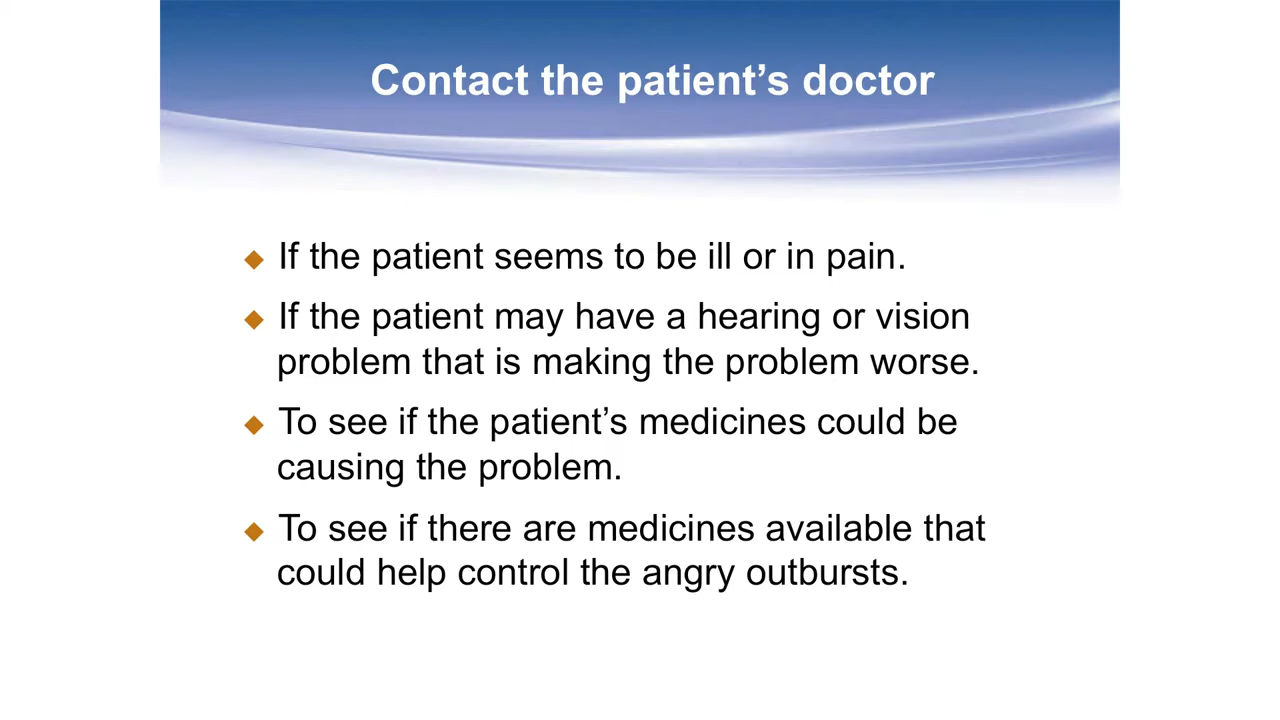 Contact the patient’s doctor
If the patient seems to be ill or in pain.
If the patient may have a hearing or vision
problem that is making the problem worse.
To see if the patient’s medicines could be
causing the problem.
To see if there are medicines available that
could help control the angry outbursts.